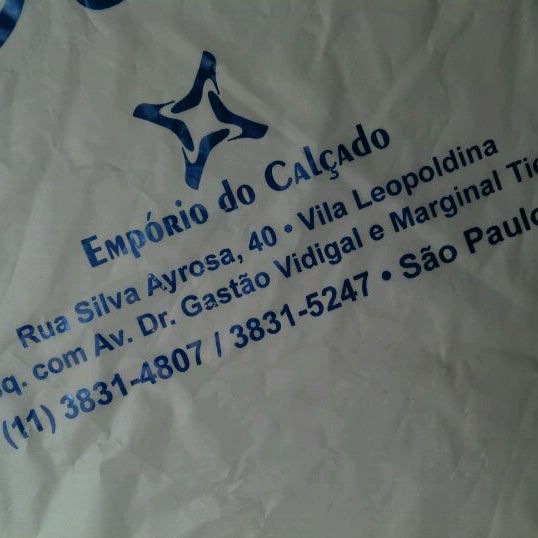 Empório do Calçado
Rua Silva Ayrosa, 40 • Vila Leopoldina
com Av. Dr. Gastão Vidigal e Marginal
(11) 3831-4807 / 3831-5247 • São Paulo